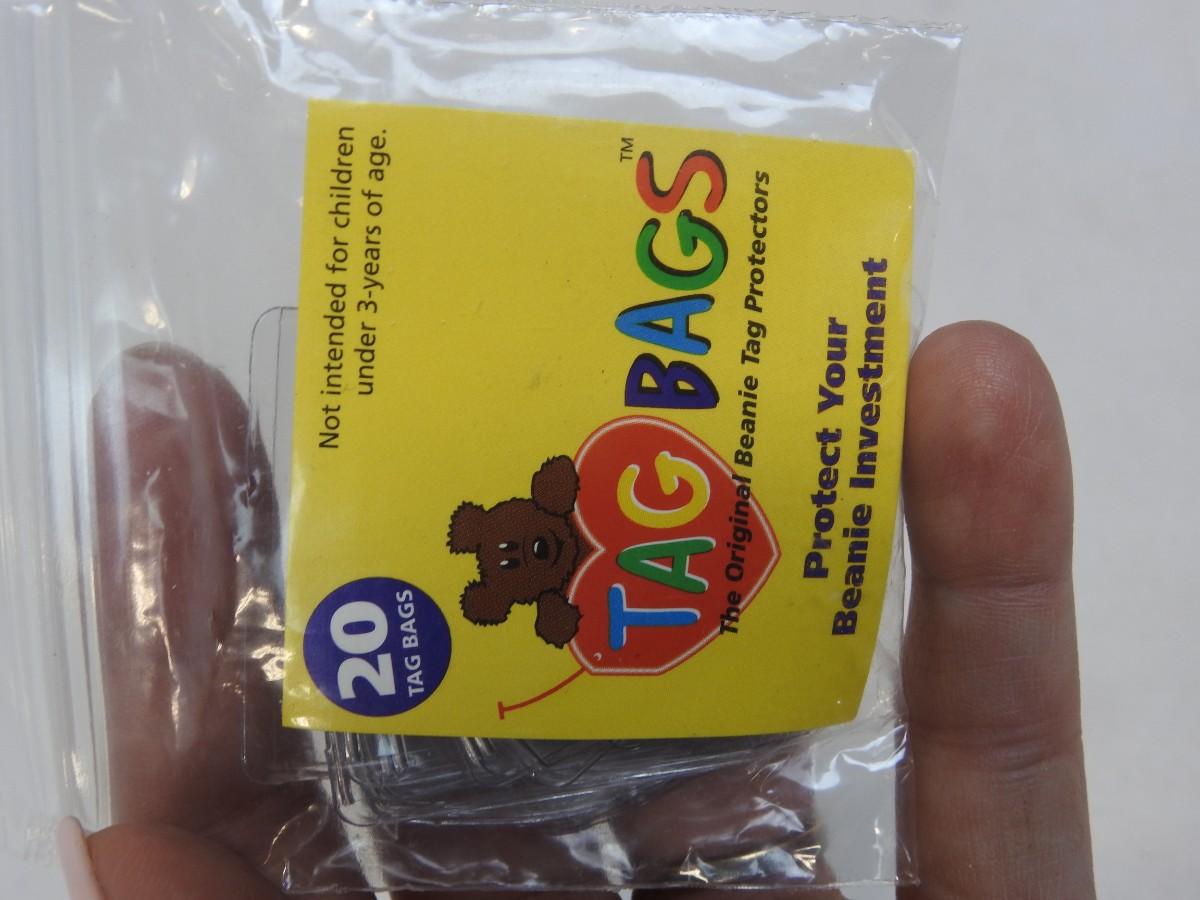 Not intended for children
under 3-years of age.
20
TAG BAGS
TAG BAGS™
The Original Beanie Tag Protectors
Protect Your
Beanie Investment